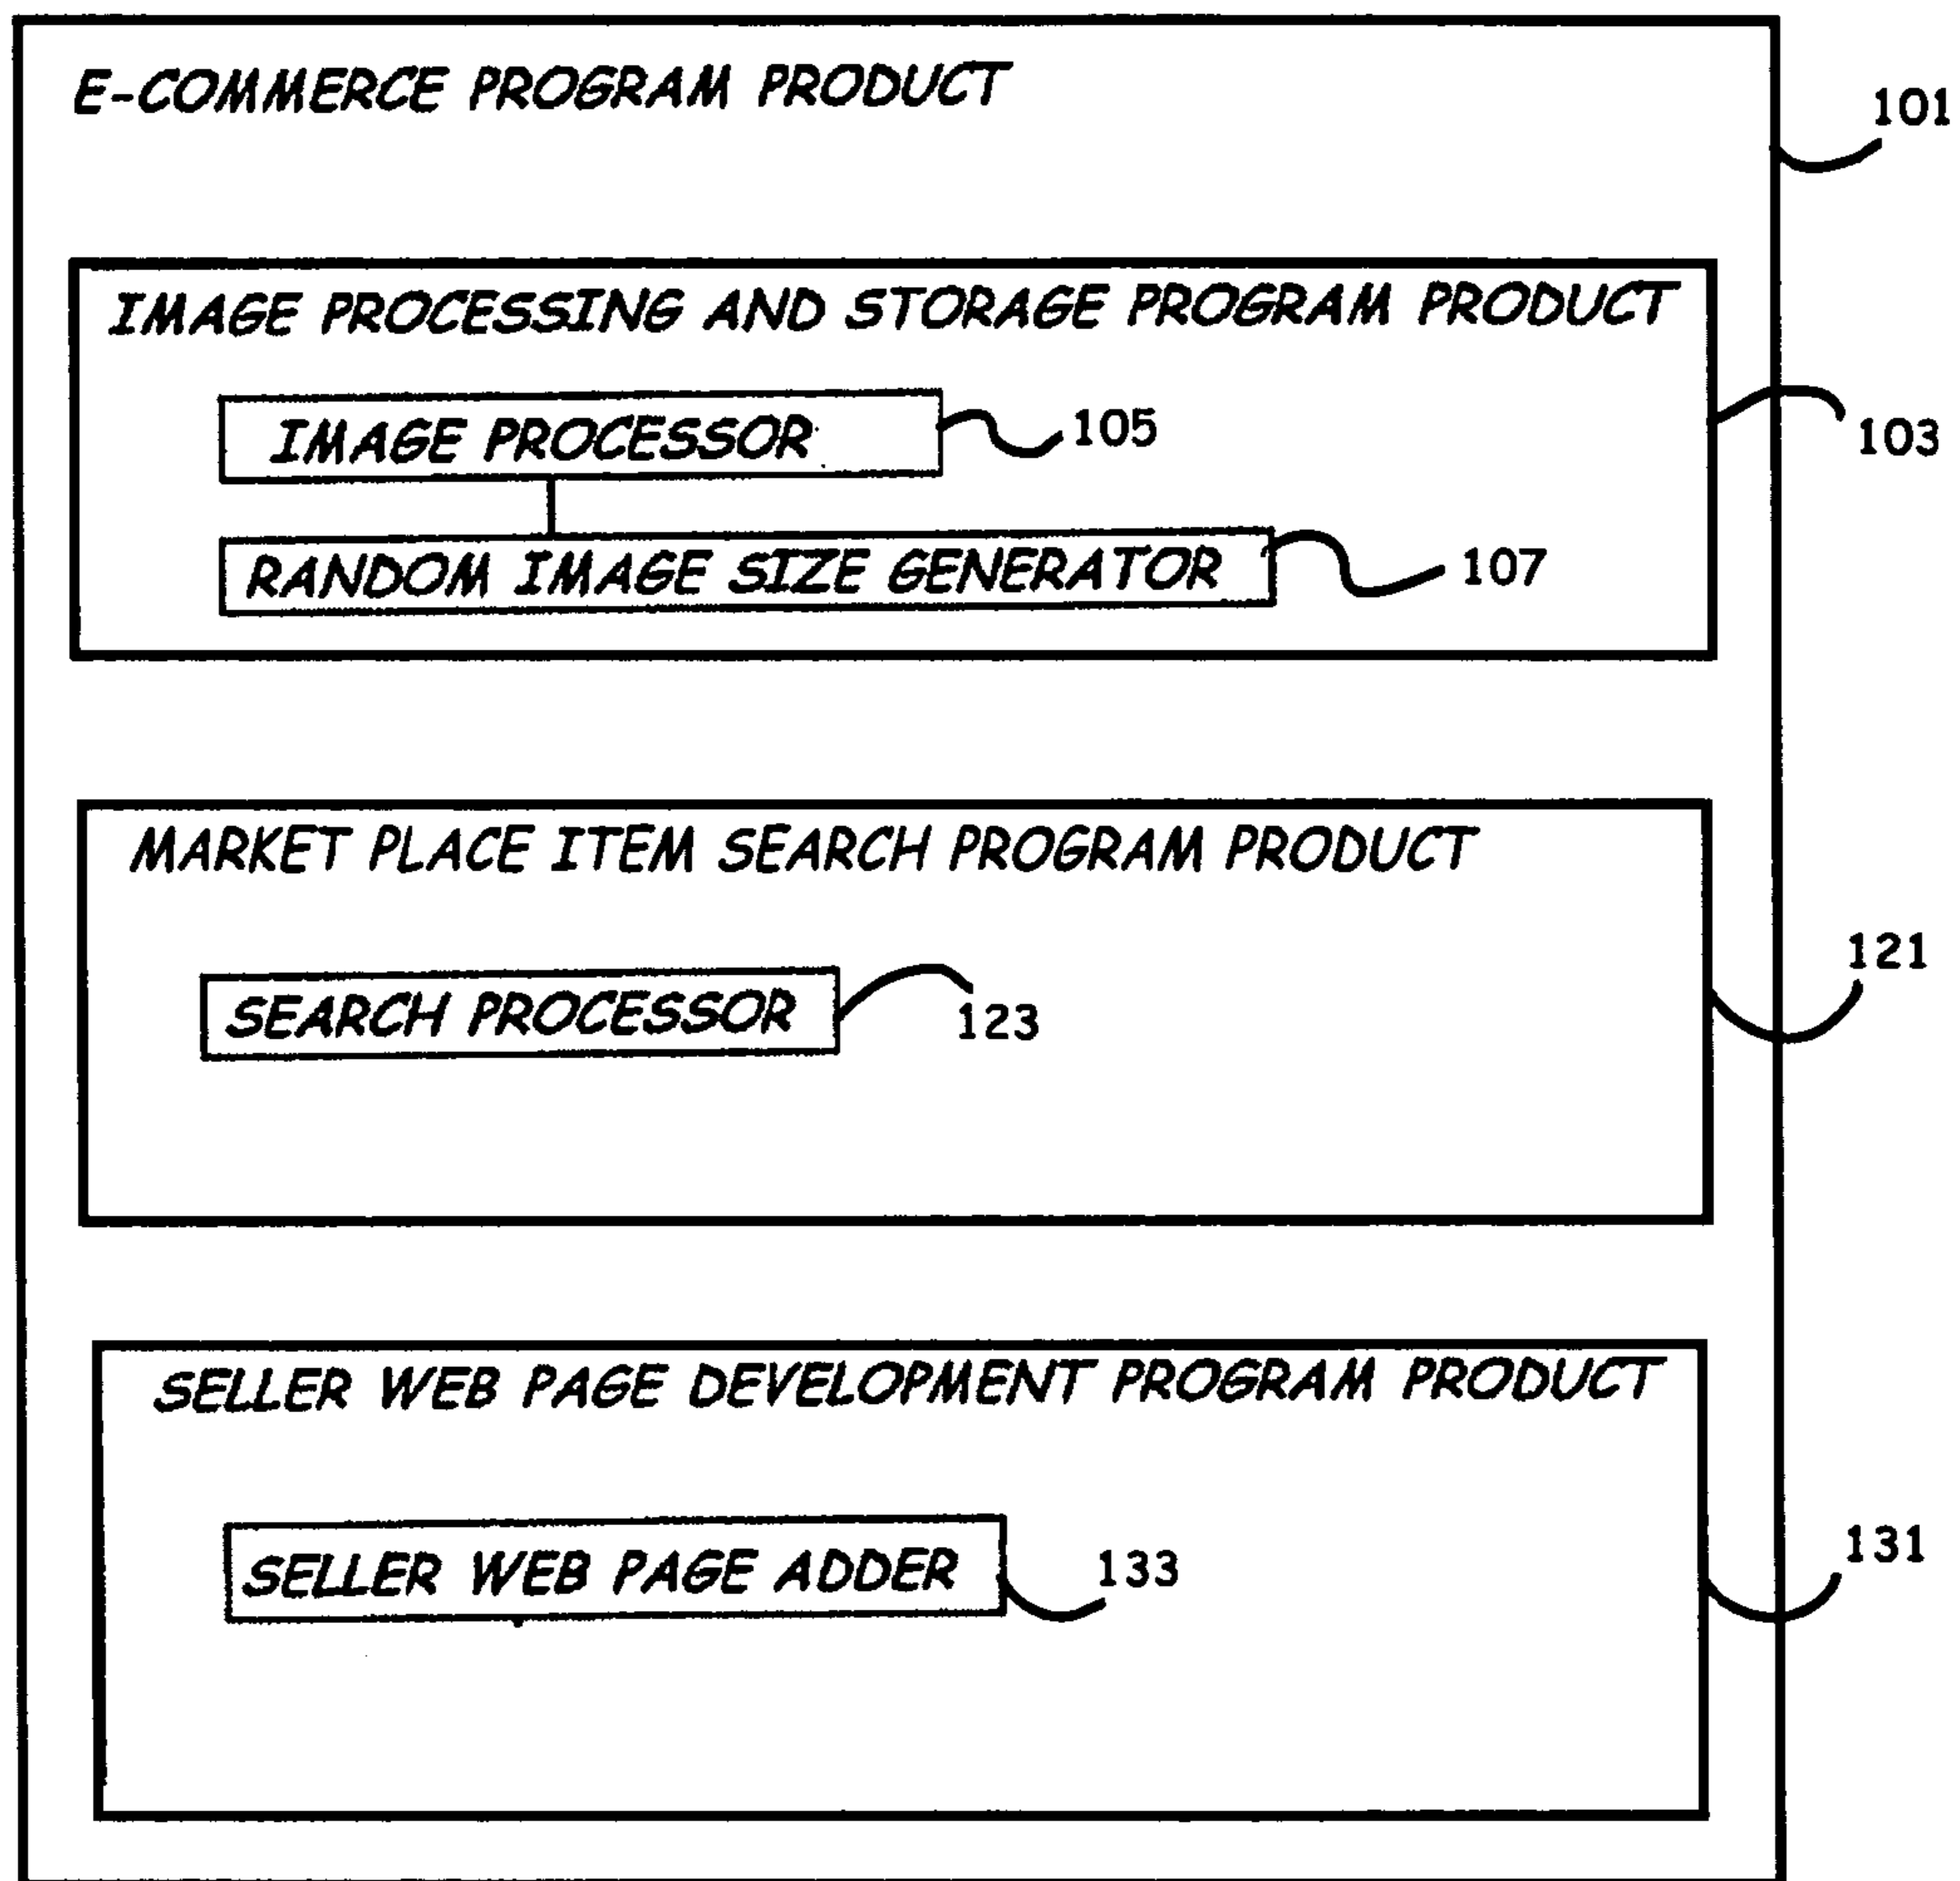 E-COMMERCE PROGRAM PRODUCT
101
IMAGE PROCESSING AND STORAGE PROGRAM PRODUCT
IMAGE PROCESSOR
105
103
RANDOM IMAGE SIZE GENERATOR
107
MARKET PLACE ITEM SEARCH PROGRAM PRODUCT
121
SEARCH PROCESSOR
123
SELLER WEB PAGE DEVELOPMENT PROGRAM PRODUCT
131
SELLER WEB PAGE ADDER
133